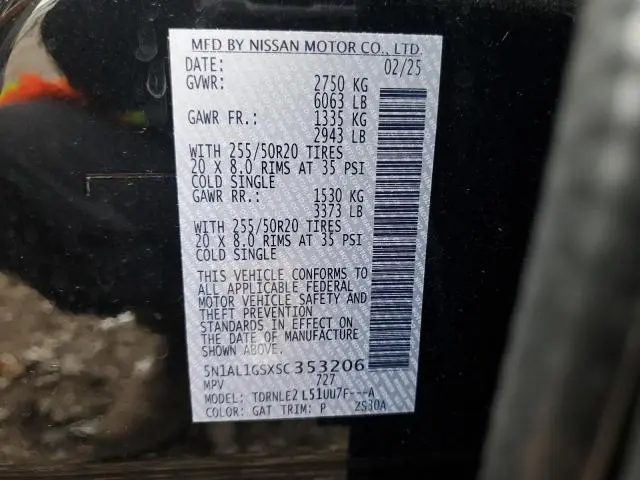 MFD BY NISSAN MOTOR CO., LTD.
DATE: 02/25
GVWR: 2750 KG
6063 LB
GAWR FR.: 1335 KG
2943 LB
WITH 255/50R20 TIRES
20 X 8.0 RIMS AT 35 PSI
COLD SINGLE
GAWR RR.: 1530 KG
3373 LB
WITH 255/50R20 TIRES
20 X 8.0 RIMS AT 35 PSI
COLD SINGLE
THIS VEHICLE CONFORMS TO
ALL APPLICABLE FEDERAL
MOTOR VEHICLE SAFETY AND
THEFT PREVENTION
STANDARDS IN EFFECT ON
THE DATE OF MANUFACTURE
SHOWN ABOVE.
5N1AL1GSXSC353206
MPV 727
MODEL: TDRNLE2 L51UU7F---A
COLOR: GAT TRIM: P ZS30A